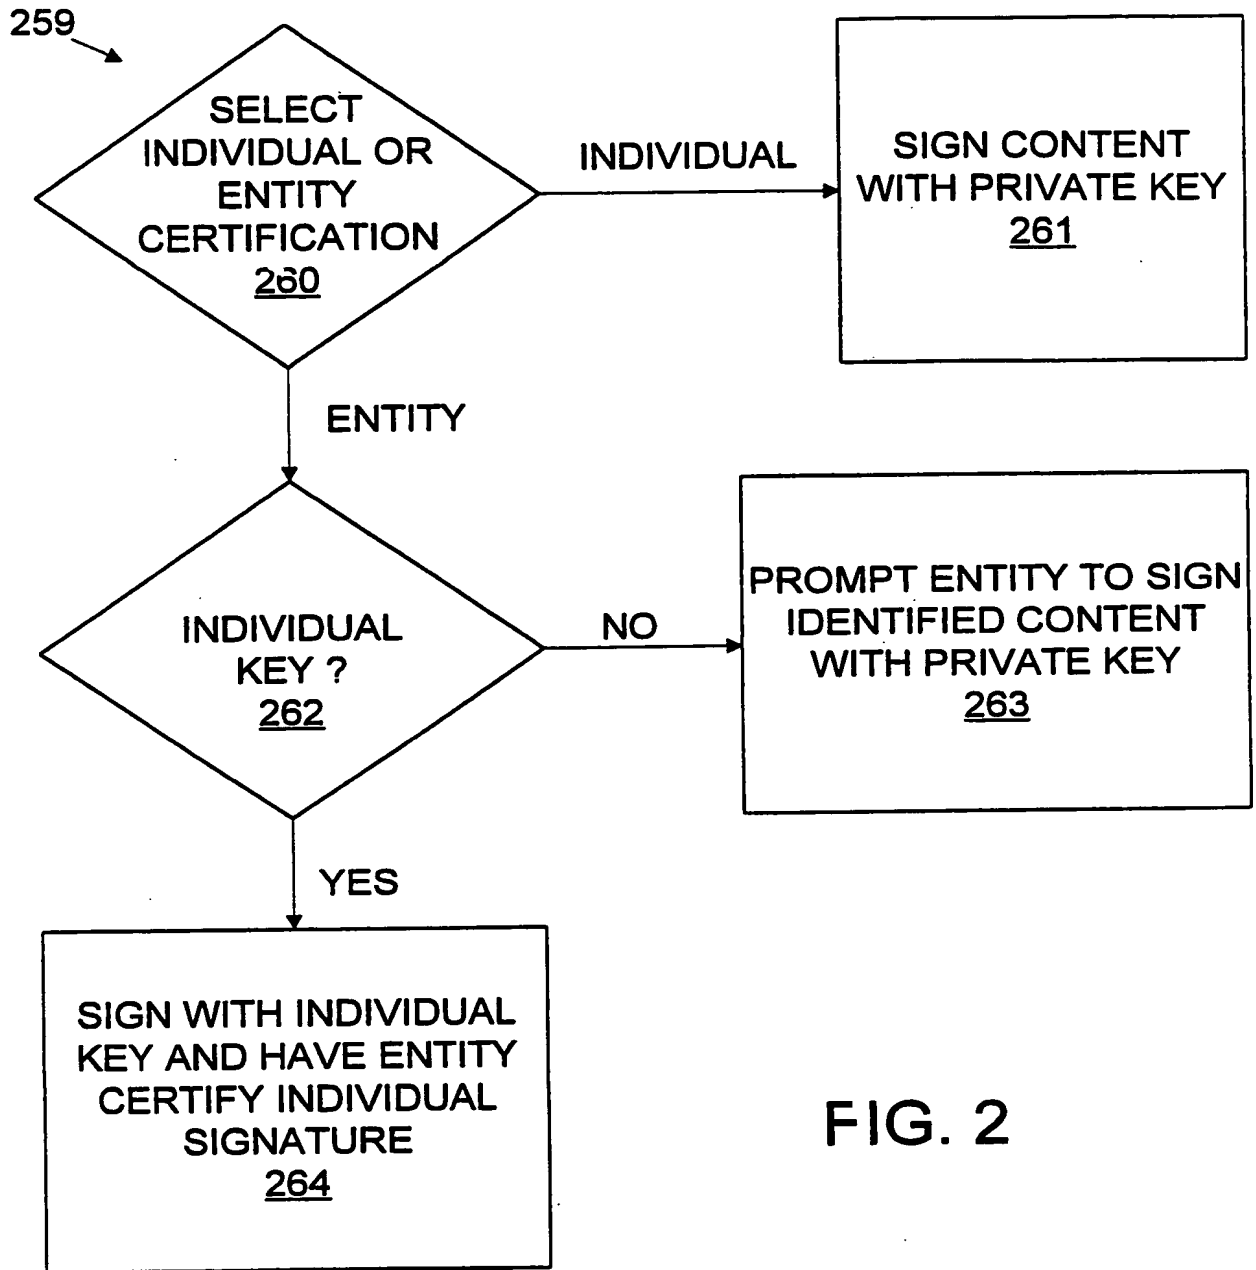 259
SELECT
INDIVIDUAL OR
ENTITY
CERTIFICATION
260
INDIVIDUAL
SIGN CONTENT
WITH PRIVATE KEY
261
ENTITY
INDIVIDUAL
KEY ?
262
NO
PROMPT ENTITY TO SIGN
IDENTIFIED CONTENT
WITH PRIVATE KEY
263
YES
SIGN WITH INDIVIDUAL
KEY AND HAVE ENTITY
CERTIFY INDIVIDUAL
SIGNATURE
264
FIG. 2